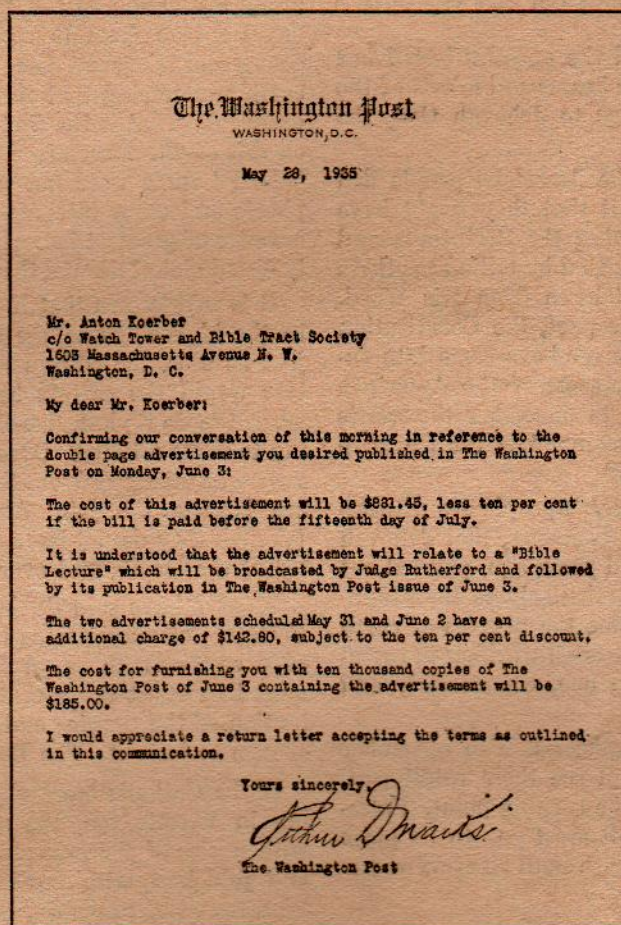 The Washington Post
WASHINGTON, D.C.
May 28, 1935
Mr. Anton Koerber
c/o Watch Tower and Bible Tract Society
1603 Massachusetts Avenue N. W.
Washington, D. C.
My dear Mr. Koerber:
Confirming our conversation of this morning in reference to the
double page advertisement you desired published in The Washington
Post on Monday, June 3:
The cost of this advertisement will be $881.45, less ten per cent
if the bill is paid before the fifteenth day of July.
It is understood that the advertisement will relate to a "Bible
Lecture" which will be broadcasted by Judge Rutherford and followed
by its publication in The Washington Post issue of June 3.
The two advertisements scheduled May 31 and June 2 have an
additional charge of $142.80, subject to the ten per cent discount.
The cost for furnishing you with ten thousand copies of The
Washington Post of June 3 containing the advertisement will be
$185.00.
I would appreciate a return letter accepting the terms as outlined
in this communication.
Yours sincerely,
Arthur D Marks
The Washington Post